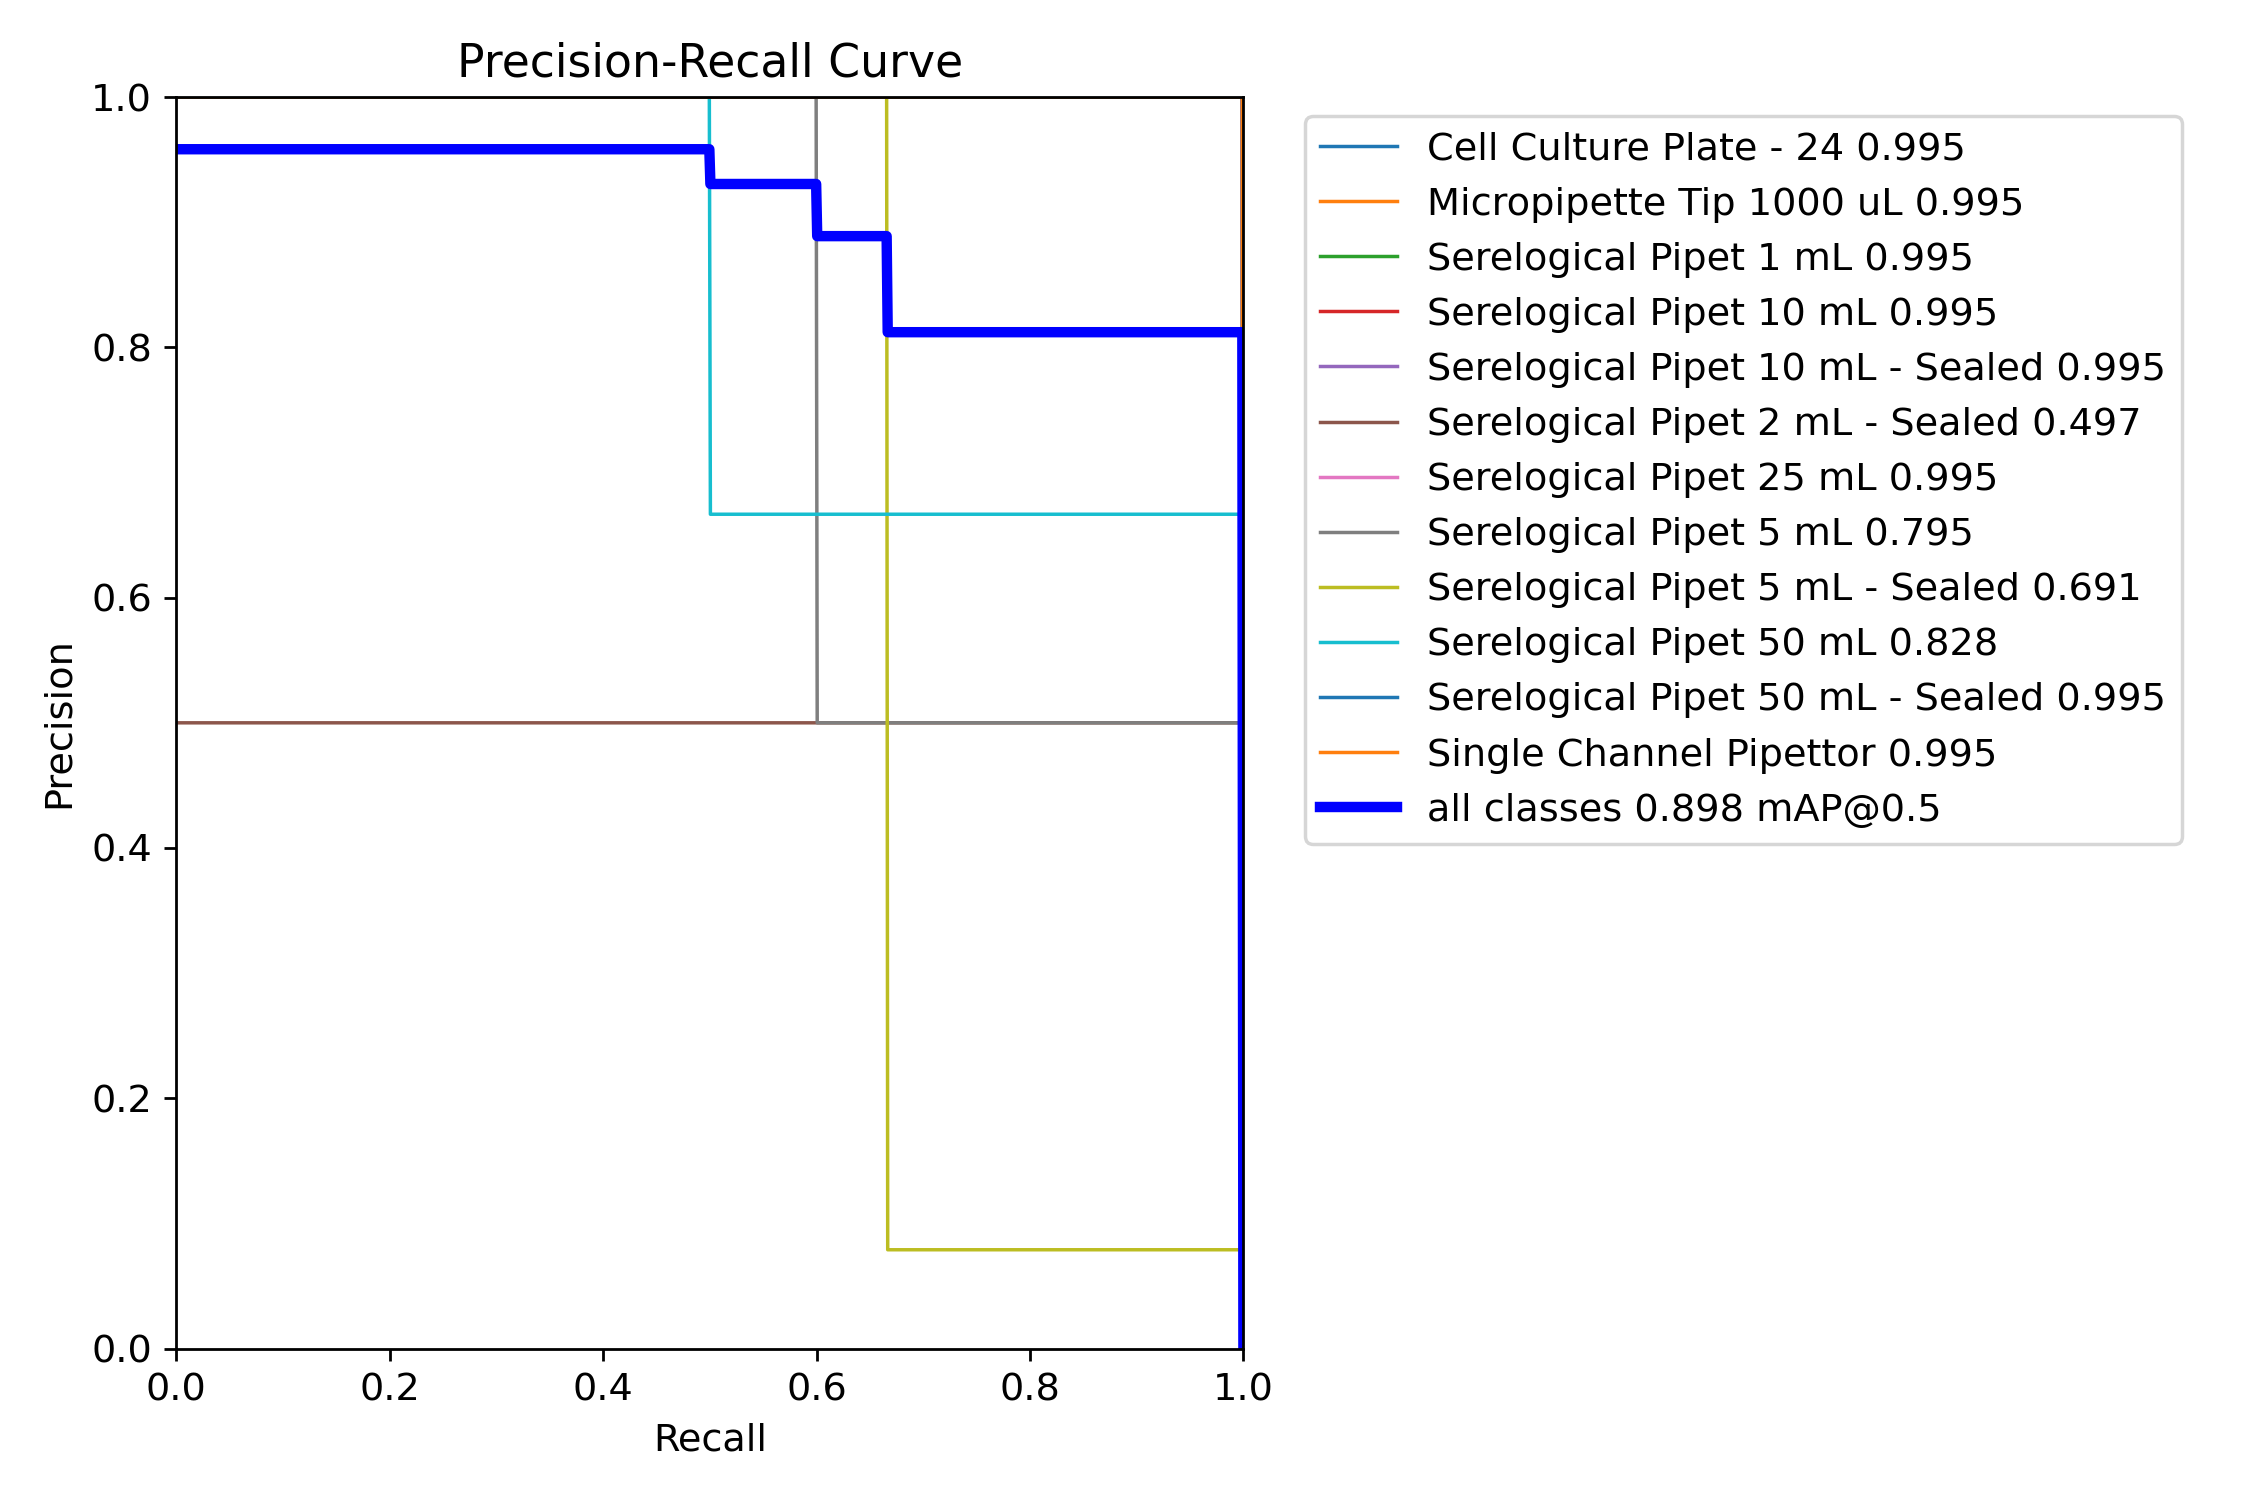 Precision-Recall Curve
1.0
0.8
0.6
0.4
0.2
0.0
Precision
0.0 0.2 0.4 0.6 0.8 1.0
Recall
Cell Culture Plate - 24 0.995
Micropipette Tip 1000 uL 0.995
Serelogical Pipet 1 mL 0.995
Serelogical Pipet 10 mL 0.995
Serelogical Pipet 10 mL - Sealed 0.995
Serelogical Pipet 2 mL - Sealed 0.497
Serelogical Pipet 25 mL 0.995
Serelogical Pipet 5 mL 0.795
Serelogical Pipet 5 mL - Sealed 0.691
Serelogical Pipet 50 mL 0.828
Serelogical Pipet 50 mL - Sealed 0.995
Single Channel Pipettor 0.995
all classes 0.898 mAP@0.5